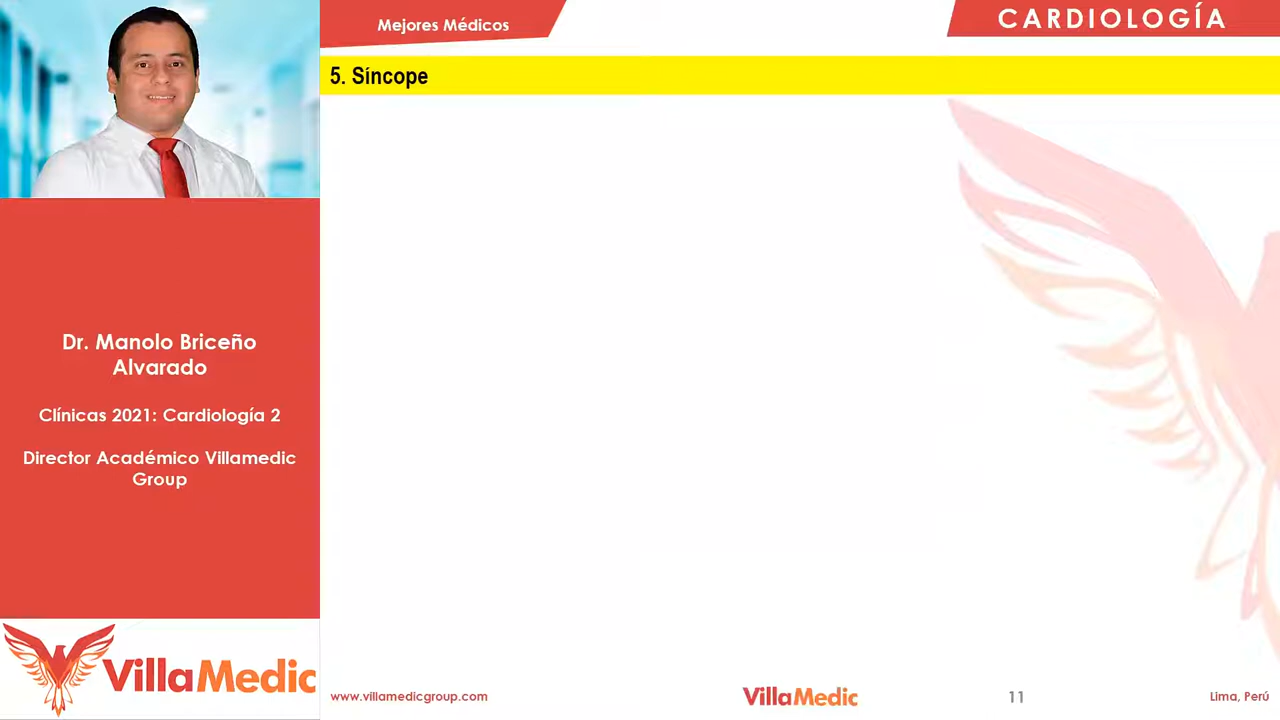 Mejores Médicos
CARDIOLOGÍA
5. Síncope
Dr. Manolo Briceño
Alvarado
Clínicas 2021: Cardiología 2
Director Académico Villamedic
Group
VillaMedic
www.villamedicgroup.com
VillaMedic
11
Lima, Perú